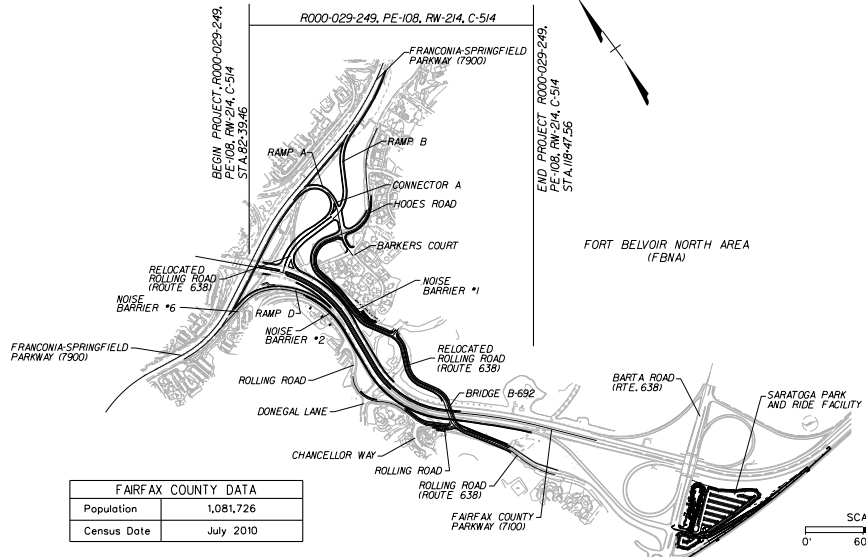 R000-029-249, PE-108, RW-214, C-514
BEGIN PROJECT, R000-029-249,
PE-108, RW-214, C-514
STA. 82+39.46
END PROJECT R000-029-249,
PE-108, RW-214, C-514
STA. 118+47.56
FRANCONIA-SPRINGFIELD
PARKWAY (7900)
RAMP A
RAMP B
CONNECTOR A
HOOES ROAD
BARKERS COURT
FORT BELVOIR NORTH AREA
(FBNA)
RELOCATED
ROLLING ROAD
(ROUTE 638)
NOISE
BARRIER #1
NOISE
BARRIER #6
RAMP D
NOISE
BARRIER #2
FRANCONIA-SPRINGFIELD
PARKWAY (7900)
RELOCATED
ROLLING ROAD
(ROUTE 638)
ROLLING ROAD
BRIDGE B-692
BARTA ROAD
(RTE. 638)
SARATOGA PARK
AND RIDE FACILITY
DONEGAL LANE
CHANCELLOR WAY
ROLLING ROAD
ROLLING ROAD
(ROUTE 638)
FAIRFAX COUNTY
PARKWAY (7100)
FAIRFAX COUNTY DATA
Population 1,081,726
Census Date July 2010
SCA
0' 60